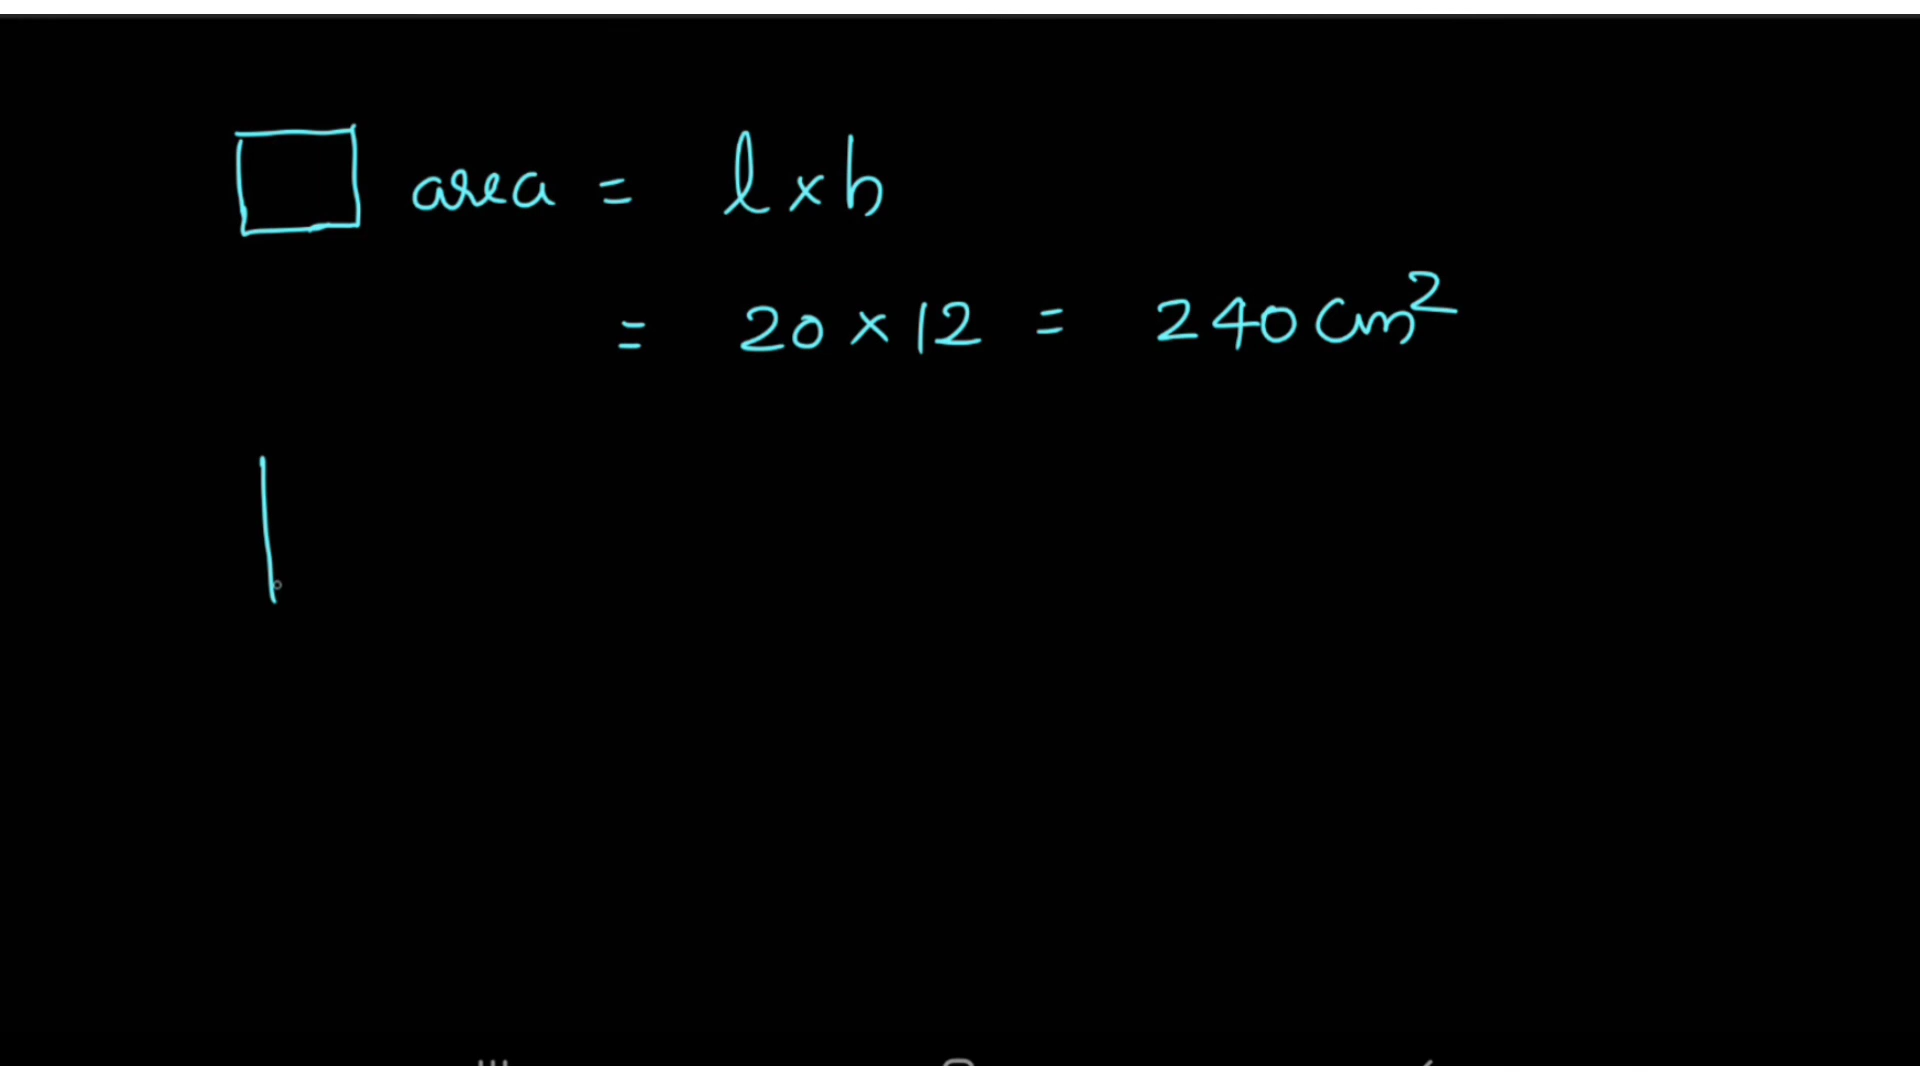 area = l × b
= 20 × 12 = 240 cm²